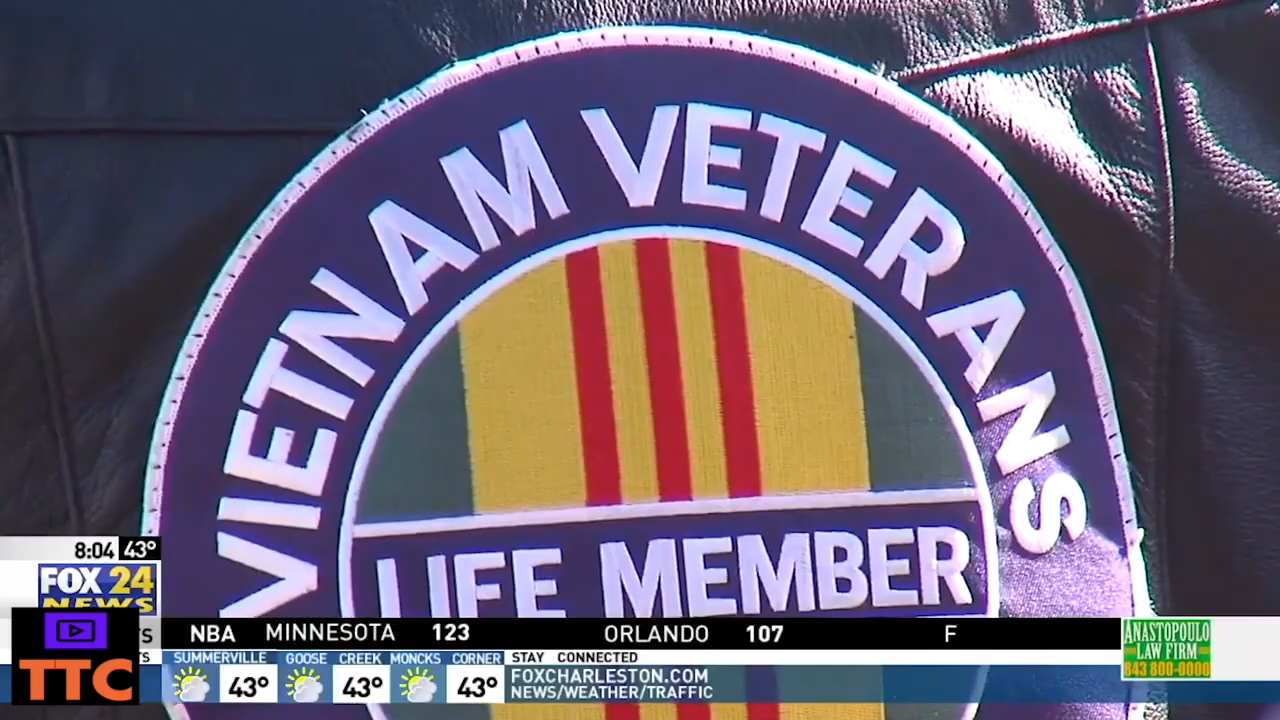 VIETNAM VETERANS
LIFE MEMBER
8:04 43°
FOX 24
NEWS
TTC
NBA MINNESOTA 123 ORLANDO 107 F
SUMMERVILLE GOOSE CREEK MONCKS CORNER STAY CONNECTED
43° 43° 43° FOXCHARLESTON.COM
NEWS/WEATHER/TRAFFIC
ANASTOPOULO
LAW FIRM
843 800-0000